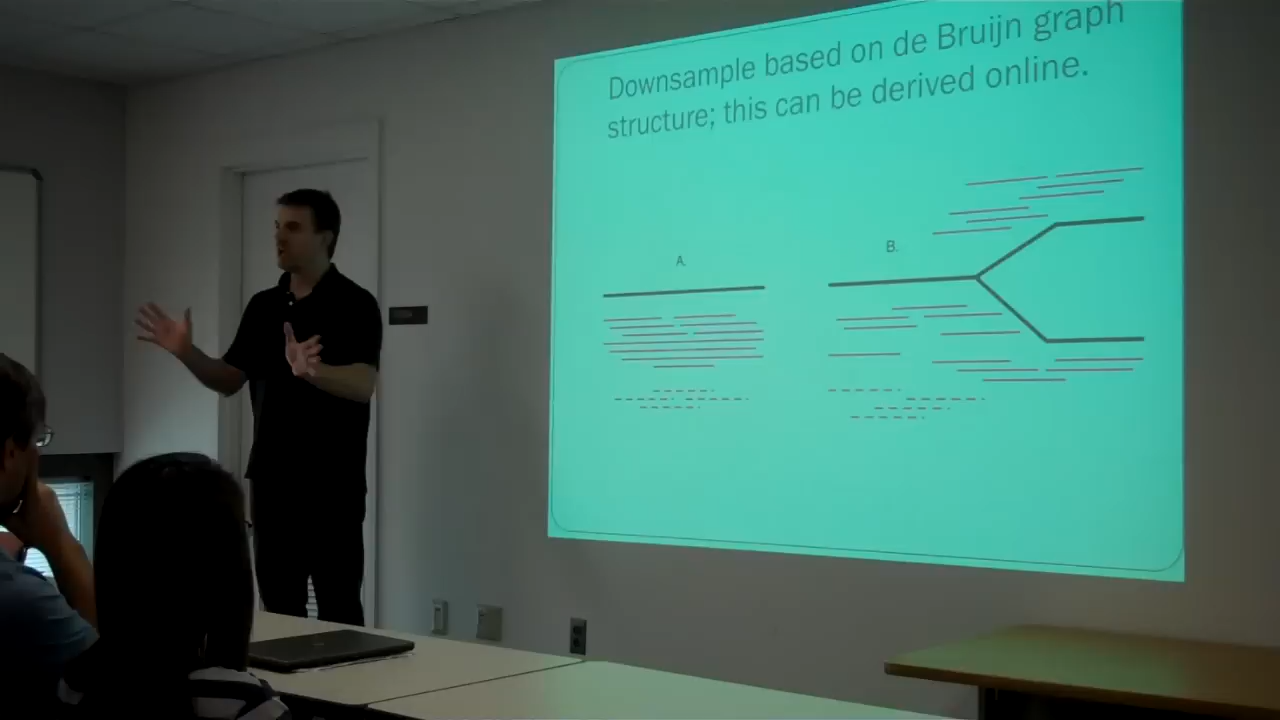 Downsample based on de Bruijn graph
structure; this can be derived online.
A.
B.